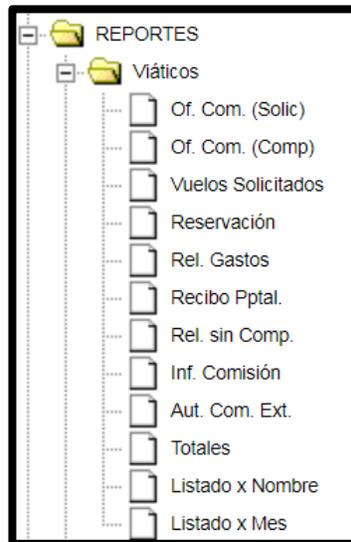 REPORTES
Viáticos
Of. Com. (Solic)
Of. Com. (Comp)
Vuelos Solicitados
Reservación
Rel. Gastos
Recibo Pptal.
Rel. sin Comp.
Inf. Comisión
Aut. Com. Ext.
Totales
Listado x Nombre
Listado x Mes